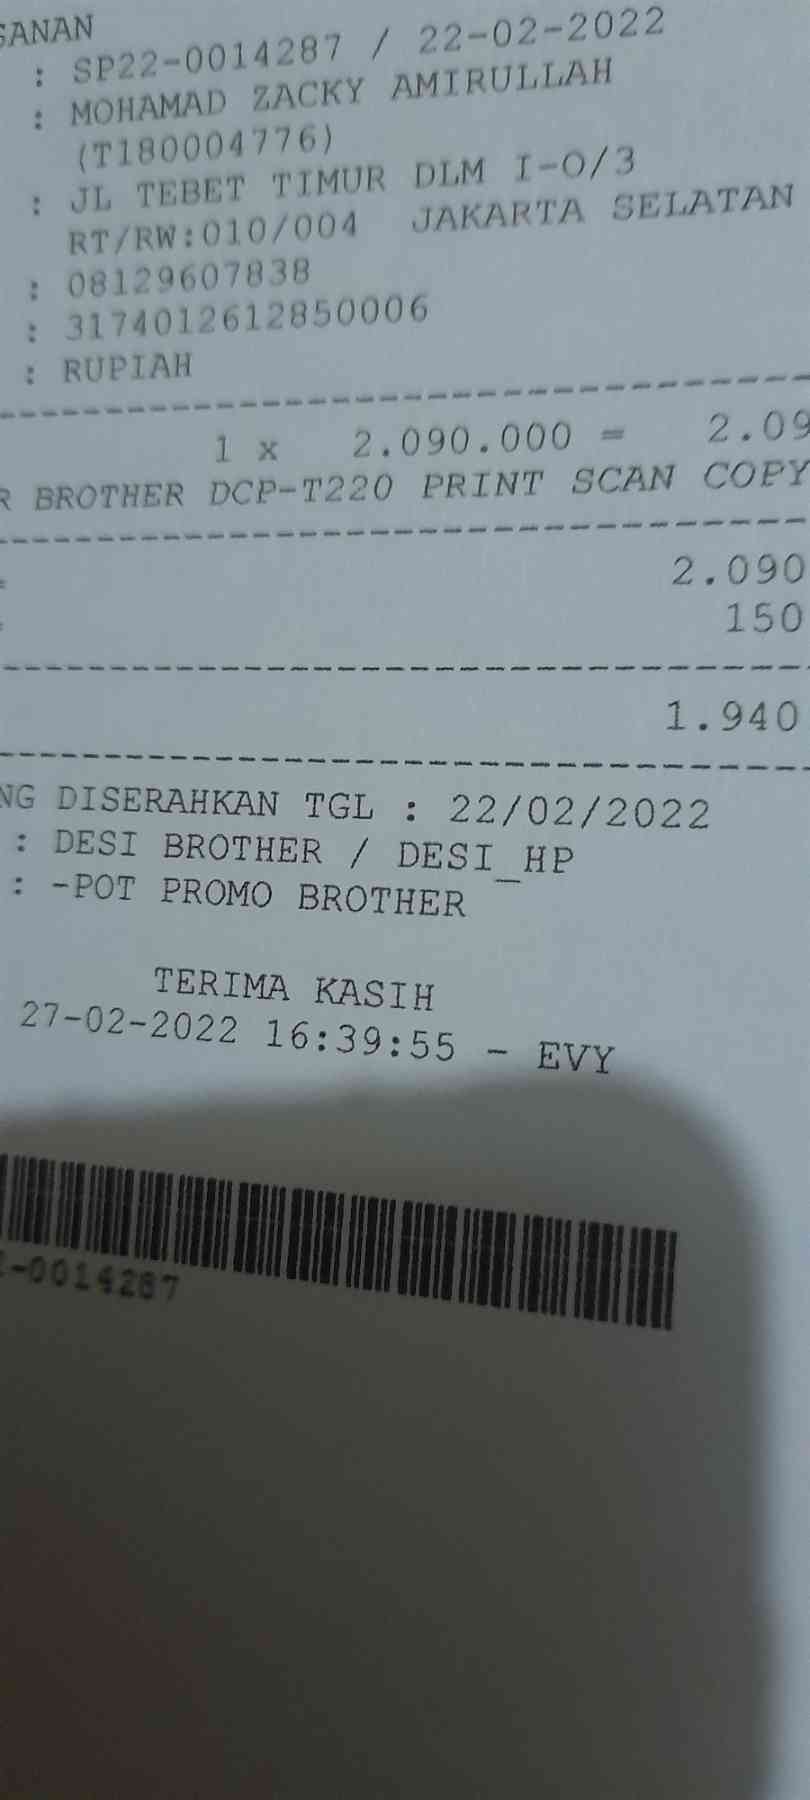 SANAN
: SP22-0014287 / 22-02-2022
: MOHAMAD ZACKY AMIRULLAH
(T180004776)
: JL TEBET TIMUR DLM I-O/3
RT/RW:010/004 JAKARTA SELATAN
: 08129607838
: 3174012612850006
: RUPIAH
1 x 2.090.000 = 2.09
R BROTHER DCP-T220 PRINT SCAN COPY
2.090
150
1.940
NG DISERAHKAN TGL : 22/02/2022
: DESI BROTHER / DESI_HP
: -POT PROMO BROTHER
TERIMA KASIH
27-02-2022 16:39:55 - EVY
-0014287